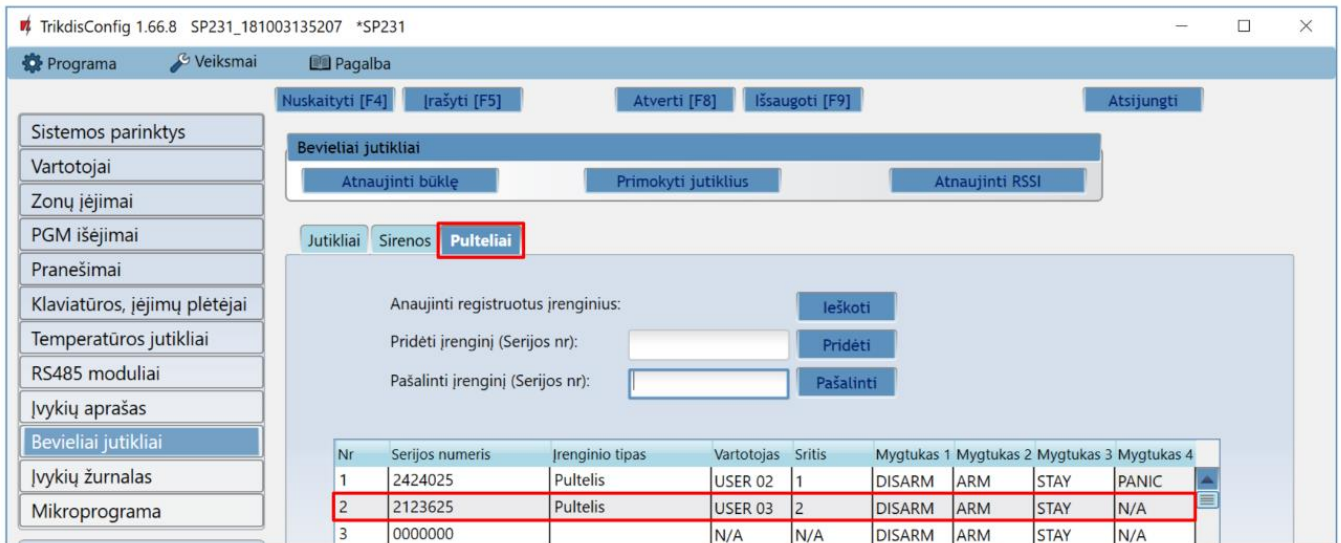 TrikdisConfig 1.66.8 SP231_181003135207 *SP231
Programa Veiksmai Pagalba
Nuskaityti [F4] Įrašyti [F5] Atverti [F8] Išsaugoti [F9] Atsijungti
Sistemos parinktys
Vartotojai
Zonų įėjimai
PGM išėjimai
Pranešimai
Klaviatūros, įėjimų plėtėjai
Temperatūros jutikliai
RS485 moduliai
Įvykių aprašas
Bevieliai jutikliai
Įvykių žurnalas
Mikroprograma
Bevieliai jutikliai
Atnaujinti būklę Primokyti jutiklius Atnaujinti RSSI
Jutikliai Sirenos Pulteliai
Anaujinti registruotus įrenginius: Ieškoti
Pridėti įrenginį (Serijos nr): Pridėti
Pašalinti įrenginį (Serijos nr): Pašalinti
Nr Serijos numeris Įrenginio tipas Vartotojas Sritis Mygtukas 1 Mygtukas 2 Mygtukas 3 Mygtukas 4
1 2424025 Pultelis USER 02 1 DISARM ARM STAY PANIC
2 2123625 Pultelis USER 03 2 DISARM ARM STAY N/A
3 0000000 N/A N/A DISARM ARM STAY N/A